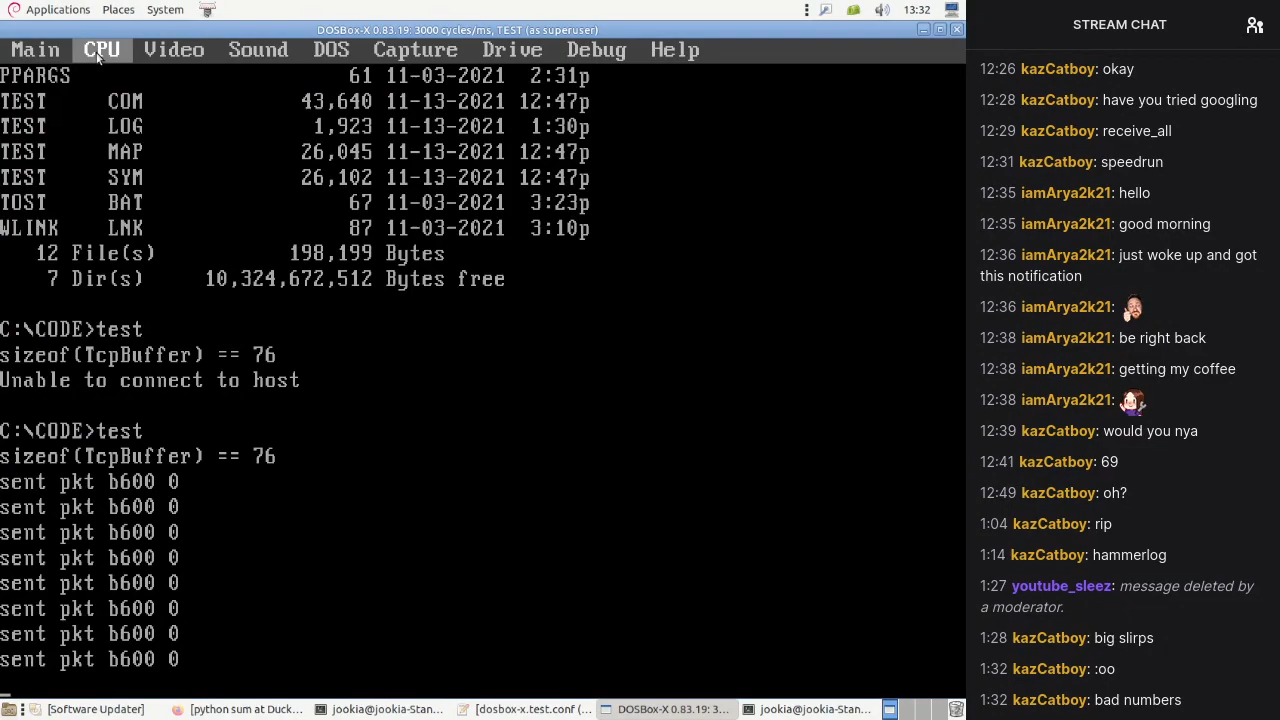 Applications Places System 13:32
DOSBox-X 0.83.19: 3000 cycles/ms, TEST (as superuser)
Main CPU Video Sound DOS Capture Drive Debug Help
PPARGS 61 11-03-2021 2:31p
TEST COM 43,640 11-13-2021 12:47p
TEST LOG 1,923 11-13-2021 1:30p
TEST MAP 26,045 11-13-2021 12:47p
TEST SYM 26,102 11-13-2021 12:47p
TOST BAT 67 11-03-2021 3:23p
WLINK LNK 87 11-03-2021 3:10p
12 File(s) 198,199 Bytes
7 Dir(s) 10,324,672,512 Bytes free
C:\CODE>test
sizeof(TcpBuffer) == 76
Unable to connect to host
C:\CODE>test
sizeof(TcpBuffer) == 76
sent pkt b600 0
sent pkt b600 0
sent pkt b600 0
sent pkt b600 0
sent pkt b600 0
sent pkt b600 0
sent pkt b600 0
sent pkt b600 0
[Software Updater] [python sum at Duck... jookia@jookia-Stan... [dosbox-x.test.conf (... DOSBox-X 0.83.19: 3... jookia@jookia-Stan...
STREAM CHAT
12:26 kazCatboy: okay
12:28 kazCatboy: have you tried googling
12:29 kazCatboy: receive_all
12:31 kazCatboy: speedrun
12:35 iamArya2k21: hello
12:35 iamArya2k21: good morning
12:36 iamArya2k21: just woke up and got
this notification
12:36 iamArya2k21:
12:38 iamArya2k21: be right back
12:38 iamArya2k21: getting my coffee
12:38 iamArya2k21:
12:39 kazCatboy: would you nya
12:41 kazCatboy: 69
12:49 kazCatboy: oh?
1:04 kazCatboy: rip
1:14 kazCatboy: hammerlog
1:27 youtube_sleez: message deleted by
a moderator.
1:28 kazCatboy: big slirps
1:32 kazCatboy: :oo
1:32 kazCatboy: bad numbers